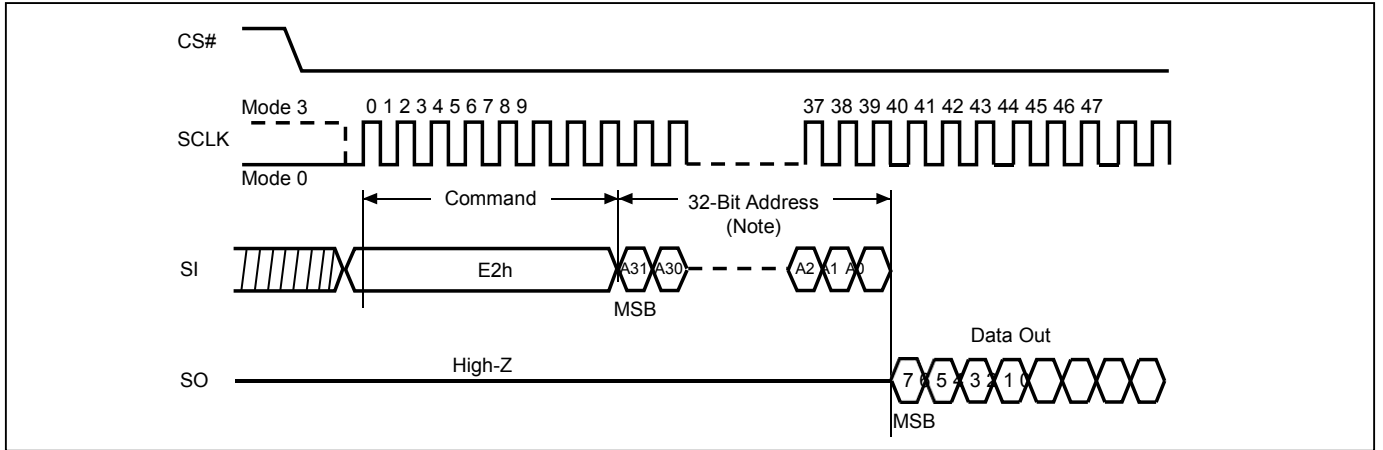 CS#
Mode 3
0 1 2 3 4 5 6 7 8 9
37 38 39 40 41 42 43 44 45 46 47
SCLK
Mode 0
Command
32-Bit Address
(Note)
SI
E2h
A31 A30
A2 A1 A0
MSB
Data Out
High-Z
SO
7 6 5 4 3 2 1 0
MSB